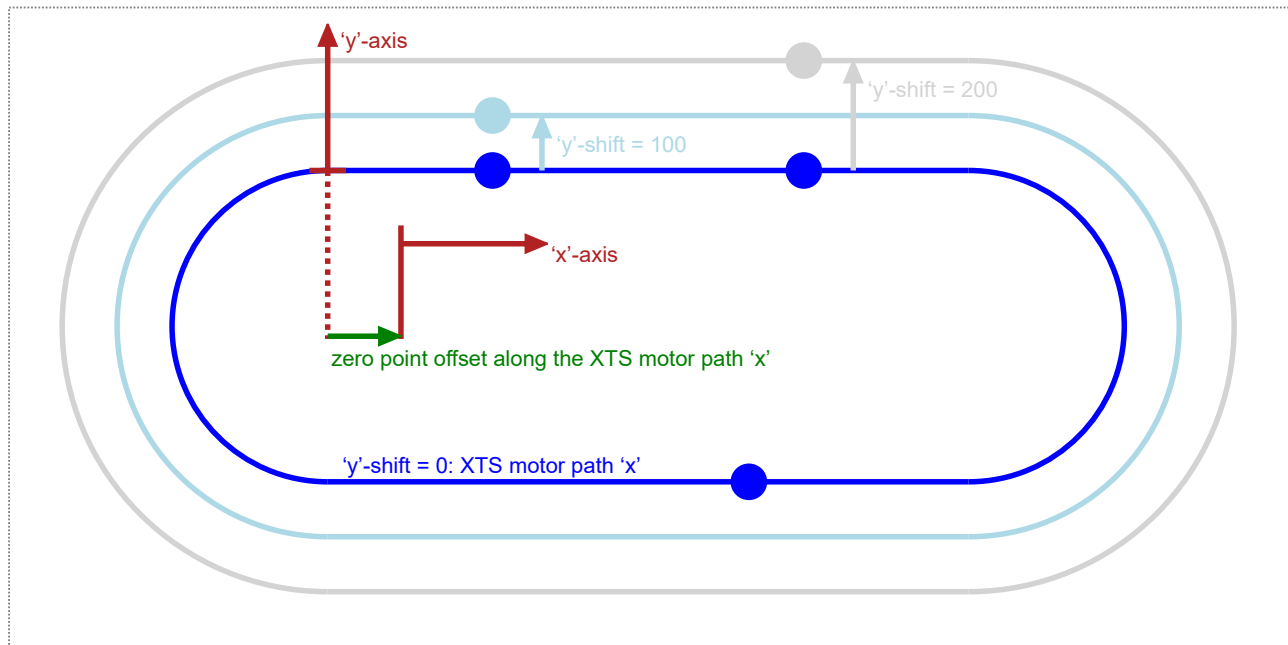 ‘y’-axis
‘y’-shift = 200
‘y’-shift = 100
‘x’-axis
zero point offset along the XTS motor path ‘x’
‘y’-shift = 0: XTS motor path ‘x’